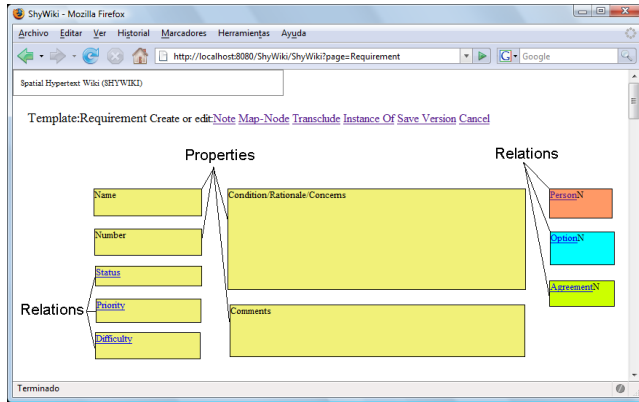 ShyWiki - Mozilla Firefox
Archivo Editar Ver Historial Marcadores Herramientas Ayuda
http://localhost:8080/ShyWiki/ShyWiki?page=Requirement
G Google
Spatial Hypertext Wiki (SHYWIKI)
Template:Requirement Create or edit:Note Map-Node Transclude Instance Of Save Version Cancel
Properties
Relations
Name
Condition/Rationale/Concerns
PersonN
Number
OptionN
Status
AgreementN
Relations
Priority
Comments
Difficulty
Terminado